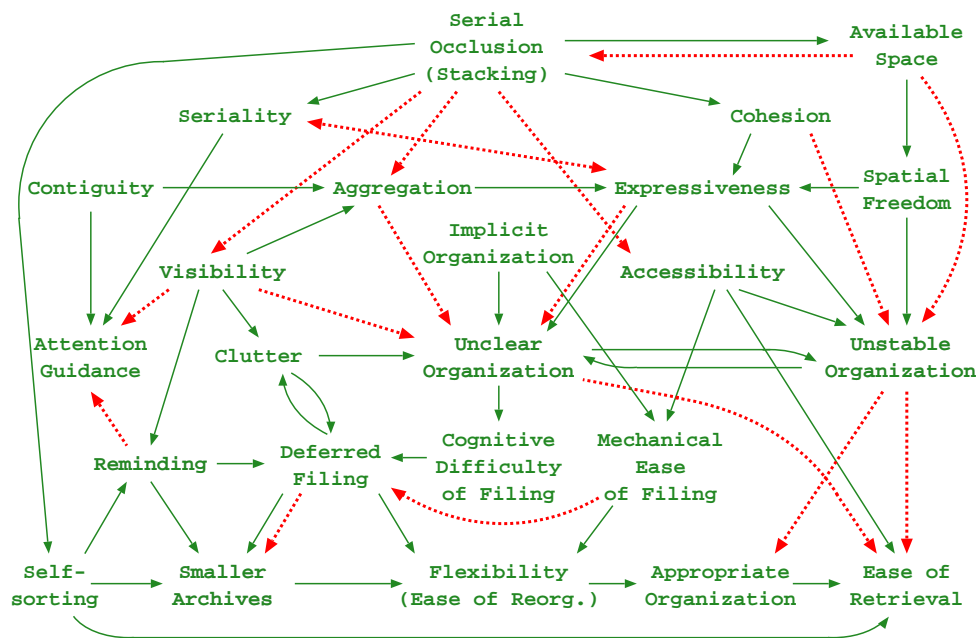 Serial
Occlusion
(Stacking)
Available
Space
Seriality
Cohesion
Contiguity
Aggregation
Expressiveness
Spatial
Freedom
Implicit
Organization
Visibility
Accessibility
Attention
Guidance
Clutter
Unclear
Organization
Unstable
Organization
Reminding
Deferred
Filing
Cognitive
Difficulty
of Filing
Mechanical
Ease
of Filing
Self-
sorting
Smaller
Archives
Flexibility
(Ease of Reorg.)
Appropriate
Organization
Ease of
Retrieval